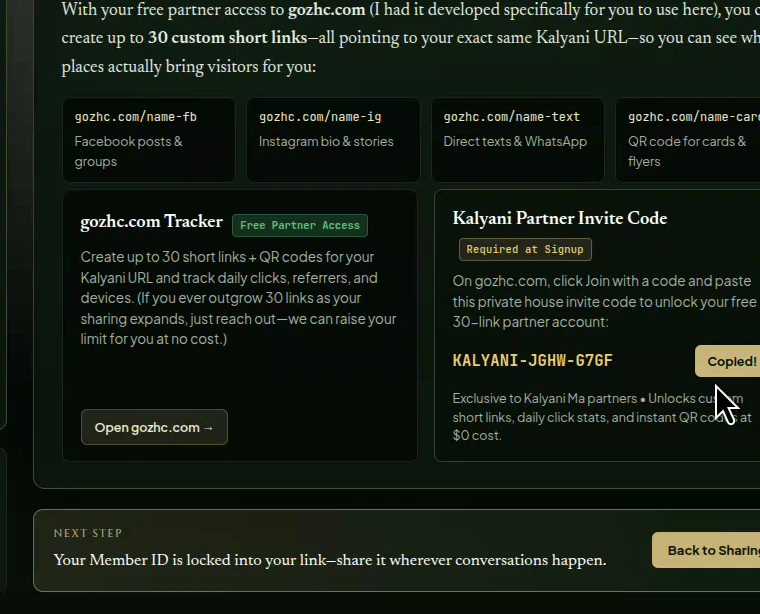 With your free partner access to gozhc.com (I had it developed specifically for you to use here), you c
create up to 30 custom short links—all pointing to your exact same Kalyani URL—so you can see wh
places actually bring visitors for you:
gozhc.com/name-fb
Facebook posts &
groups
gozhc.com/name-ig
Instagram bio & stories
gozhc.com/name-text
Direct texts & WhatsApp
gozhc.com/name-card
QR code for cards &
flyers
gozhc.com Tracker
Free Partner Access
Create up to 30 short links + QR codes for your
Kalyani URL and track daily clicks, referrers, and
devices. (If you ever outgrow 30 links as your
sharing expands, just reach out—we can raise your
limit for you at no cost.)
Open gozhc.com →
Kalyani Partner Invite Code
Required at Signup
On gozhc.com, click Join with a code and paste
this private house invite code to unlock your free
30-link partner account:
KALYANI-JGHW-G7GF
Copied!
Exclusive to Kalyani Ma partners • Unlocks custom
short links, daily click stats, and instant QR codes at
$0 cost.
NEXT STEP
Your Member ID is locked into your link—share it wherever conversations happen.
Back to Sharing